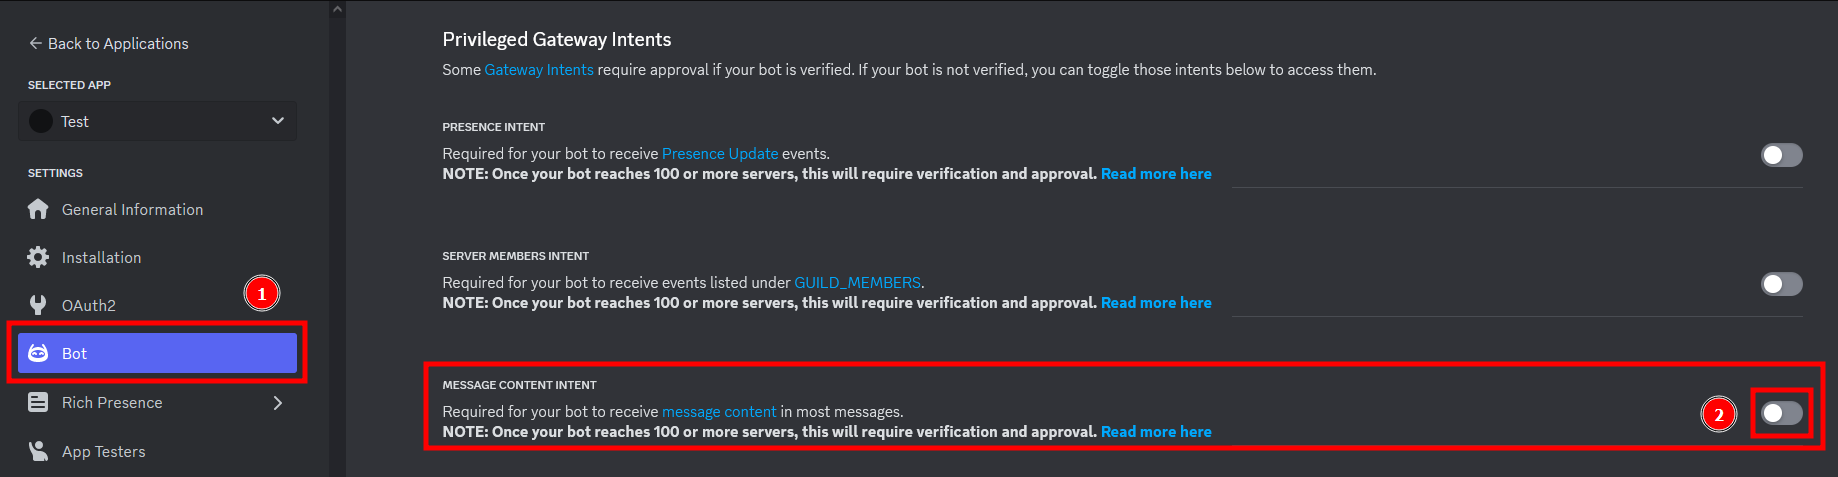 Back to Applications
SELECTED APP
Test
SETTINGS
General Information
Installation
OAuth2
1
Bot
Rich Presence
App Testers
Privileged Gateway Intents
Some Gateway Intents require approval if your bot is verified. If your bot is not verified, you can toggle those intents below to access them.
PRESENCE INTENT
Required for your bot to receive Presence Update events.
NOTE: Once your bot reaches 100 or more servers, this will require verification and approval. Read more here
SERVER MEMBERS INTENT
Required for your bot to receive events listed under GUILD_MEMBERS.
NOTE: Once your bot reaches 100 or more servers, this will require verification and approval. Read more here
MESSAGE CONTENT INTENT
Required for your bot to receive message content in most messages.
NOTE: Once your bot reaches 100 or more servers, this will require verification and approval. Read more here
2